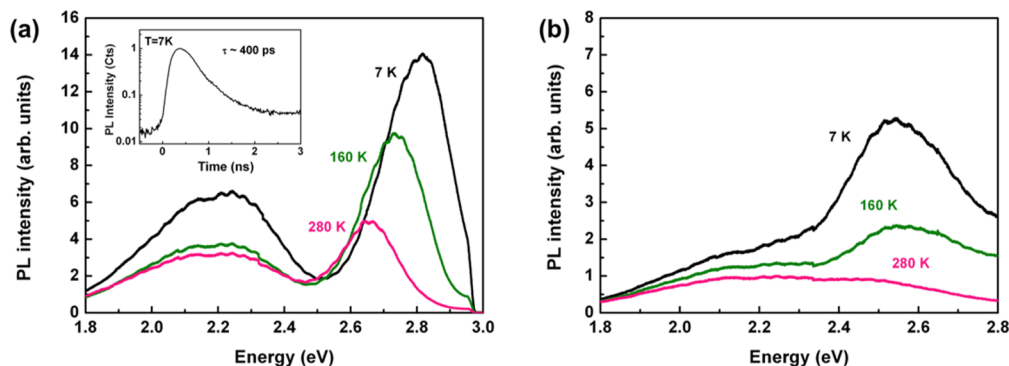 (a)
PL intensity (arb. units)
16
14
12
10
8
6
4
2
0
1.8 2.0 2.2 2.4 2.6 2.8 3.0
Energy (eV)
7 K
160 K
280 K
PL Intensity (Cts)
1
0.1
0.01
T=7K
τ ~ 400 ps
0 1 2 3
Time (ns)
(b)
PL intensity (arb. units)
8
7
6
5
4
3
2
1
0
1.8 2.0 2.2 2.4 2.6 2.8
Energy (eV)
7 K
160 K
280 K